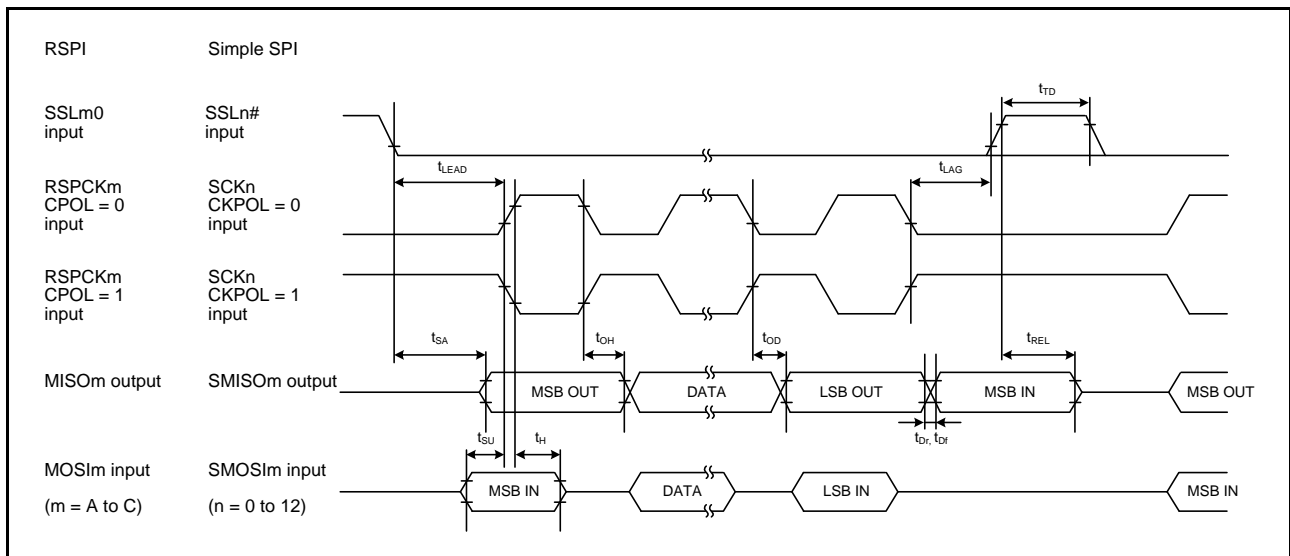 RSPI Simple SPI
tTD
SSLm0 SSLn#
input input
tLEAD tLAG
RSPCKm SCKn
CPOL = 0 CKPOL = 0
input input
RSPCKm SCKn
CPOL = 1 CKPOL = 1
input input
tSA tOH tOD tREL
MISOm output SMISOm output MSB OUT DATA LSB OUT MSB IN MSB OUT
tSU tH tDr, tDf
MOSIm input SMOSIm input MSB IN DATA LSB IN MSB IN
(m = A to C) (n = 0 to 12)